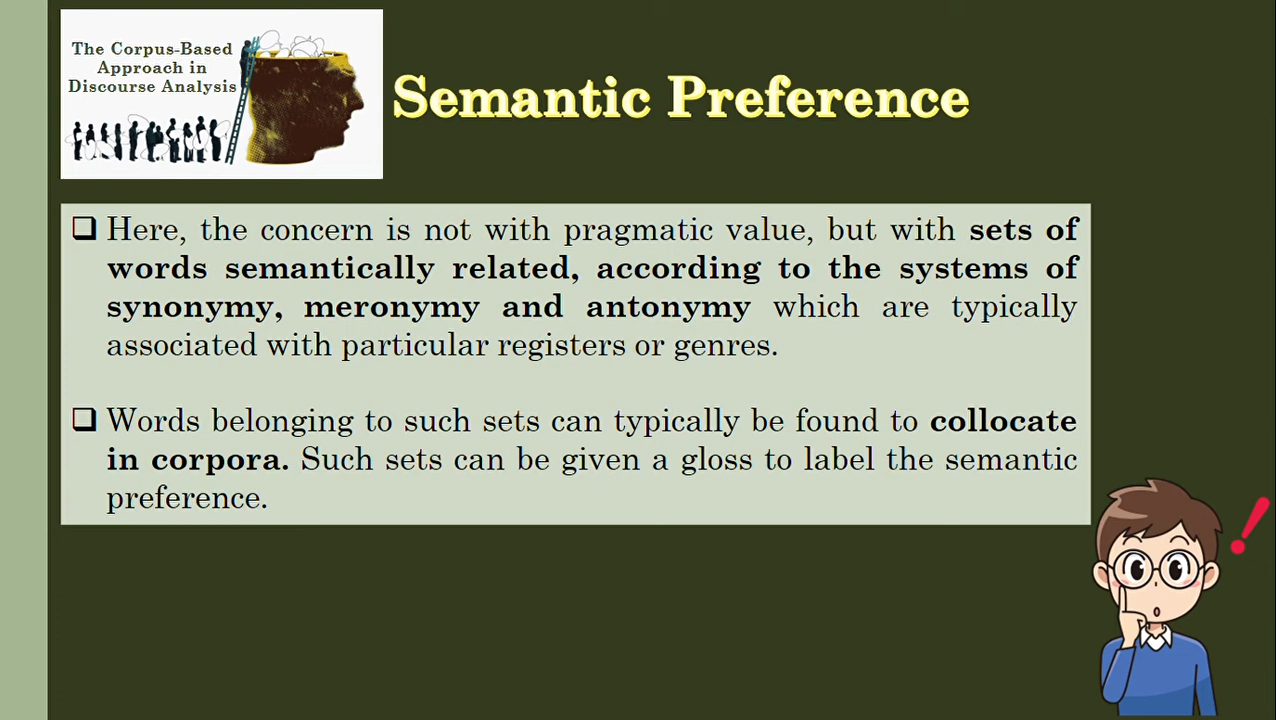 The Corpus-Based
Approach in
Discourse Analysis
Semantic Preference
Here, the concern is not with pragmatic value, but with sets of
words semantically related, according to the systems of
synonymy, meronymy and antonymy which are typically
associated with particular registers or genres.
Words belonging to such sets can typically be found to collocate
in corpora. Such sets can be given a gloss to label the semantic
preference.